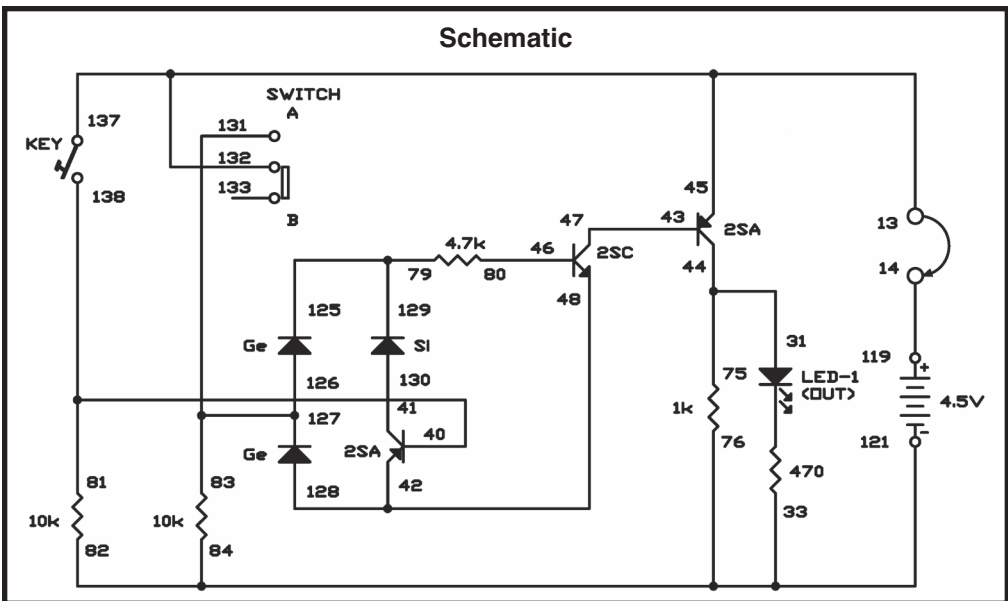 Schematic
SWITCH
A
137
131
KEY
132
138
133
B
45
13
47
43
2SA
4.7k
46
2SC
14
79
80
44
48
125
129
31
119
+
Ge
Si
75
LED-1
(OUT)
126
130
4.5V
41
1k
127
40
76
121
-
Ge
2SA
470
128
42
81
83
33
10k
10k
82
84